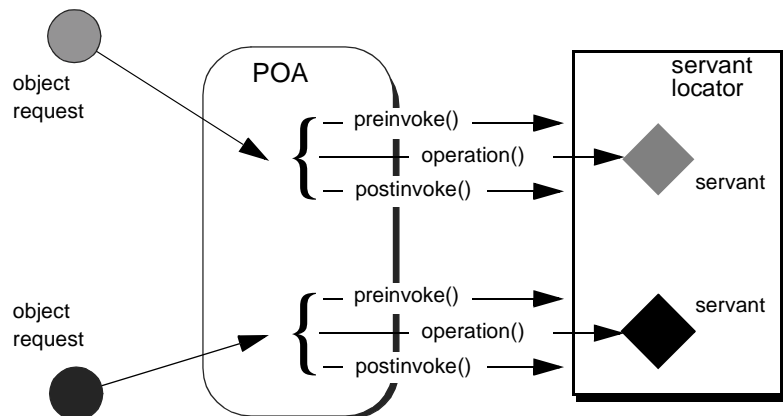 POA
servant
locator
object
request
preinvoke()
operation()
postinvoke()
servant
object
request
preinvoke()
operation()
postinvoke()
servant